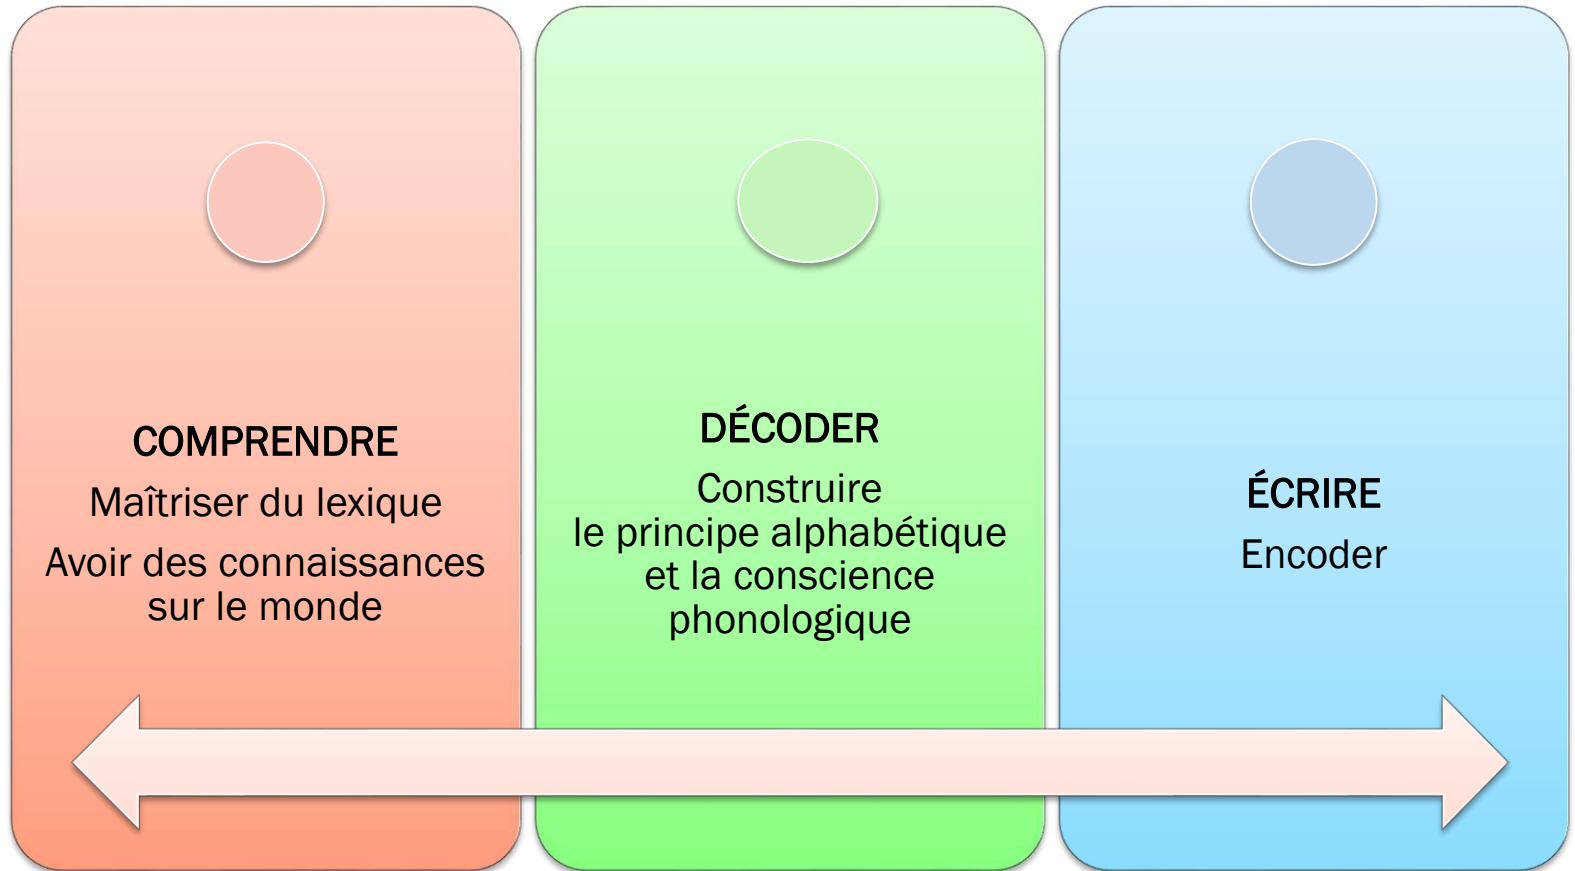 COMPRENDRE
Maîtriser du lexique
Avoir des connaissances
sur le monde
DÉCODER
Construire
le principe alphabétique
et la conscience
phonologique
ÉCRIRE
Encoder